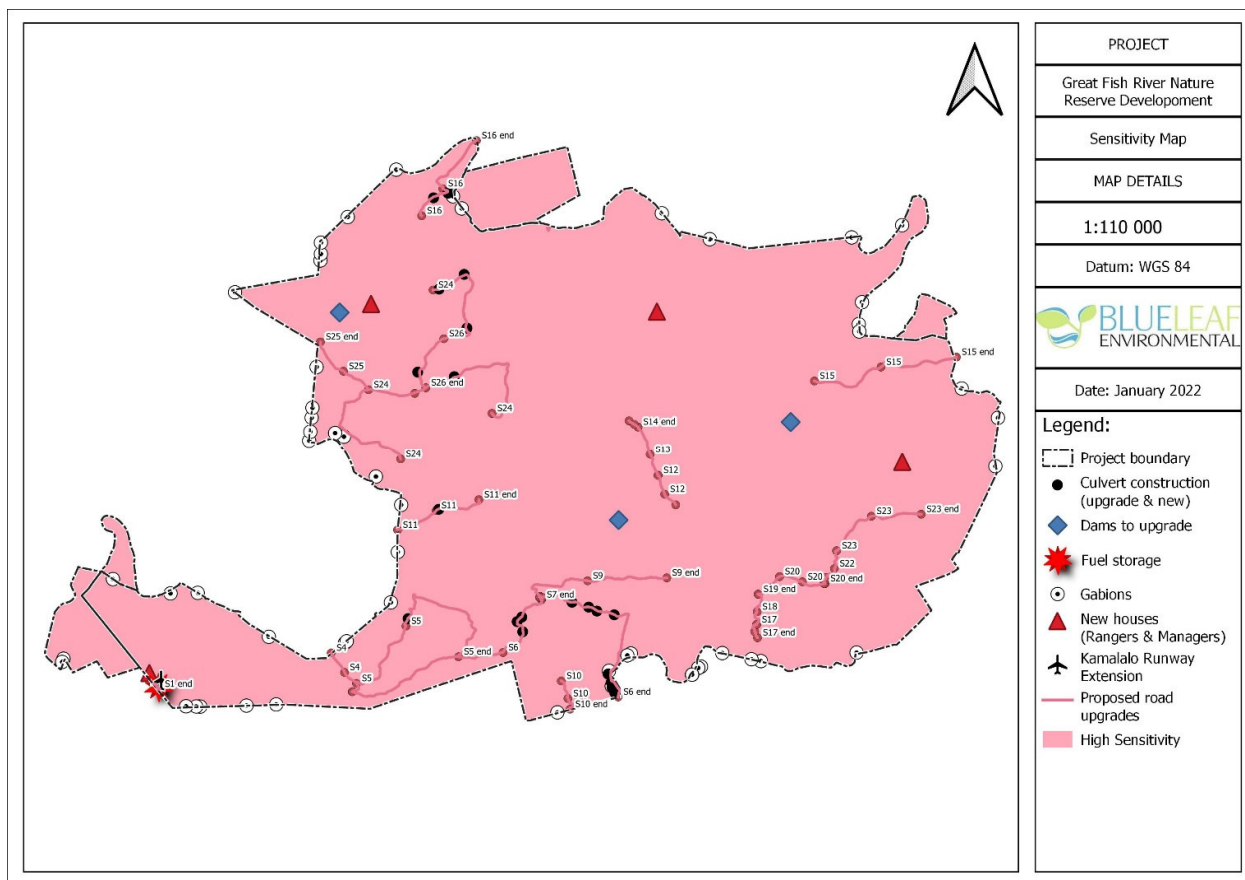 S16 end
S16
S16
S24
S26
S25 end
S25
S24
S26 end
S24
S24
S15 end
S15
S15
S14 end
S13
S12
S12
S11 end
S11
S11
S23 end
S23
S23
S22
S20
S20
S20 end
S19 end
S18
S17
S17 end
S9
S9 end
S7 end
S5
S6
S5 end
S4
S4
S5
S10
S10
S10 end
S6 end
S1 end
PROJECT
Great Fish River Nature
Reserve Developoment
Sensitivity Map
MAP DETAILS
1:110 000
Datum: WGS 84
BLUELEAF
ENVIRONMENTAL
Date: January 2022
Legend:
Project boundary
Culvert construction
(upgrade & new)
Dams to upgrade
Fuel storage
Gabions
New houses
(Rangers & Managers)
Kamalalo Runway
Extension
Proposed road
upgrades
High Sensitivity